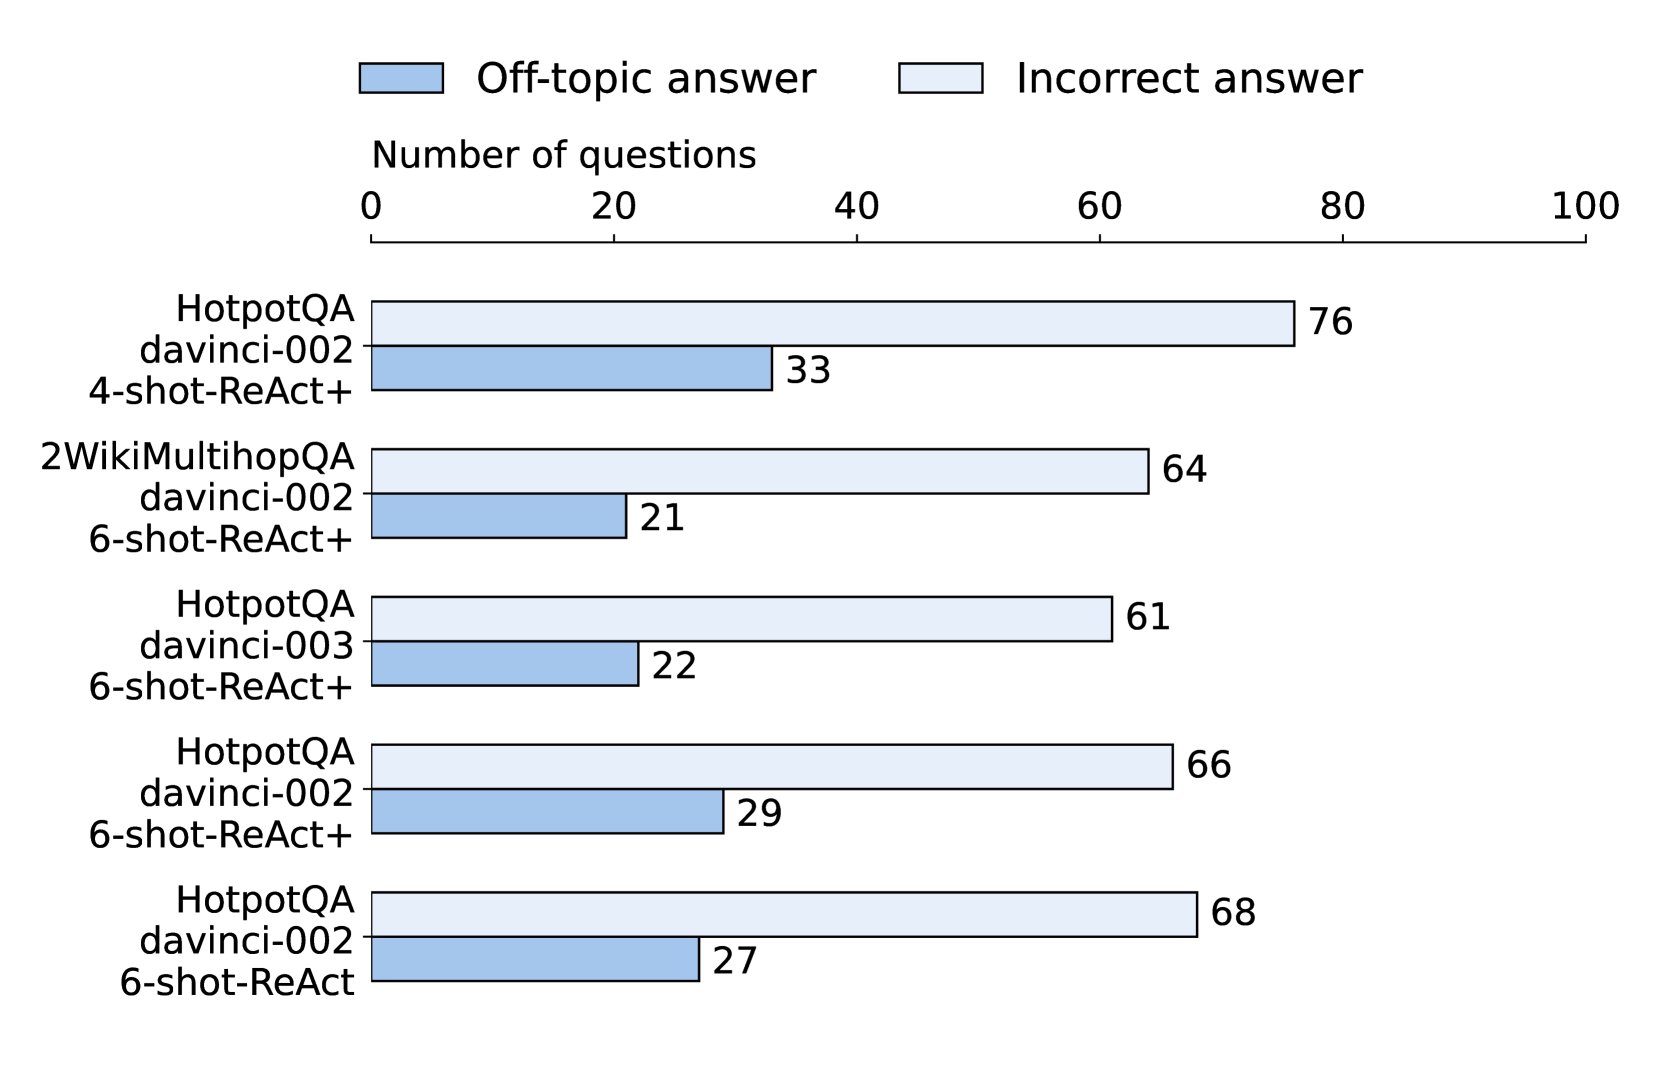 Off-topic answer Incorrect answer
Number of questions
0 20 40 60 80 100
HotpotQA
davinci-002
4-shot-ReAct+
76
33
2WikiMultihopQA
davinci-002
6-shot-ReAct+
64
21
HotpotQA
davinci-003
6-shot-ReAct+
61
22
HotpotQA
davinci-002
6-shot-ReAct+
66
29
HotpotQA
davinci-002
6-shot-ReAct
68
27